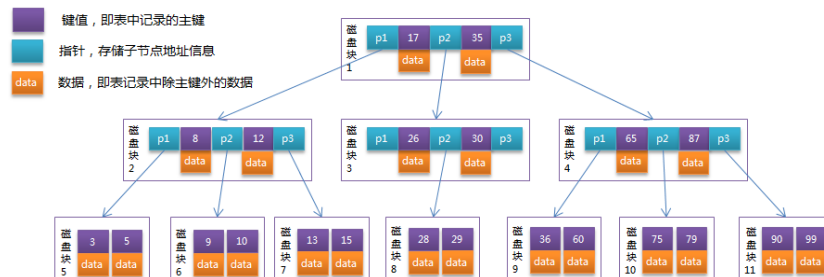 键值，即表中记录的主键
指针，存储子节点地址信息
data 数据，即表记录中除主键外的数据
磁盘块1 p1 17 p2 35 p3
data data
磁盘块2 p1 8 p2 12 p3
data data
磁盘块3 p1 26 p2 30 p3
data data
磁盘块4 p1 65 p2 87 p3
data data
磁盘块5 3 5
data data
磁盘块6 9 10
data data
磁盘块7 13 15
data data
磁盘块8 28 29
data data
磁盘块9 36 60
data data
磁盘块10 75 79
data data
磁盘块11 90 99
data data